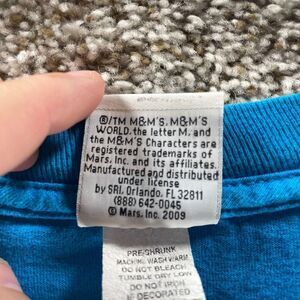 ®/TM M&M'S, M&M'S
WORLD, the letter M, and
the M&M'S Characters are
registered trademarks of
Mars, Inc. and its affiliates.
Manufactured and distributed
under license
by SRI, Orlando, FL 32811
(888) 642-0045
© Mars, Inc. 2009
PRESHRUNK
MACHINE WASH WARM
DO NOT BLEACH
TUMBLE DRY LOW
DO NOT IRON
IF DECORATED